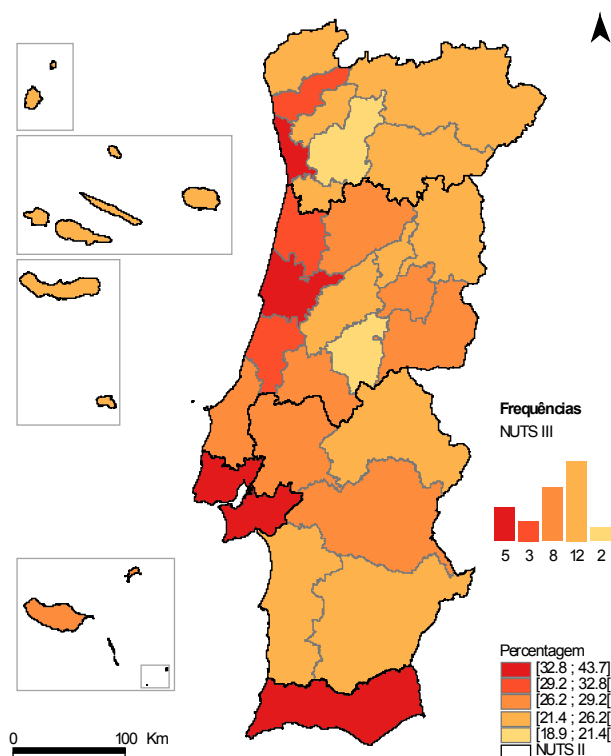 Frequências
NUTS III
5 3 8 12 2
Percentagem
[32.8 ; 43.7]
[29.2 ; 32.8[
[26.2 ; 29.2[
[21.4 ; 26.2[
[18.9 ; 21.4[
NUTS II
0 100 Km